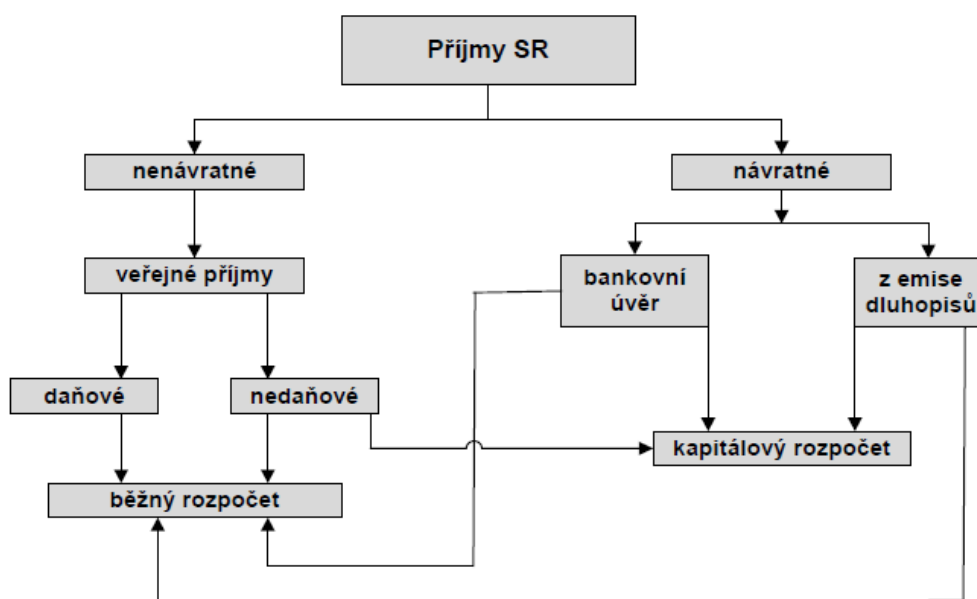 Příjmy SR
nenávratné
návratné
veřejné příjmy
bankovní
úvěr
z emise
dluhopisů
daňové
nedaňové
kapitálový rozpočet
běžný rozpočet